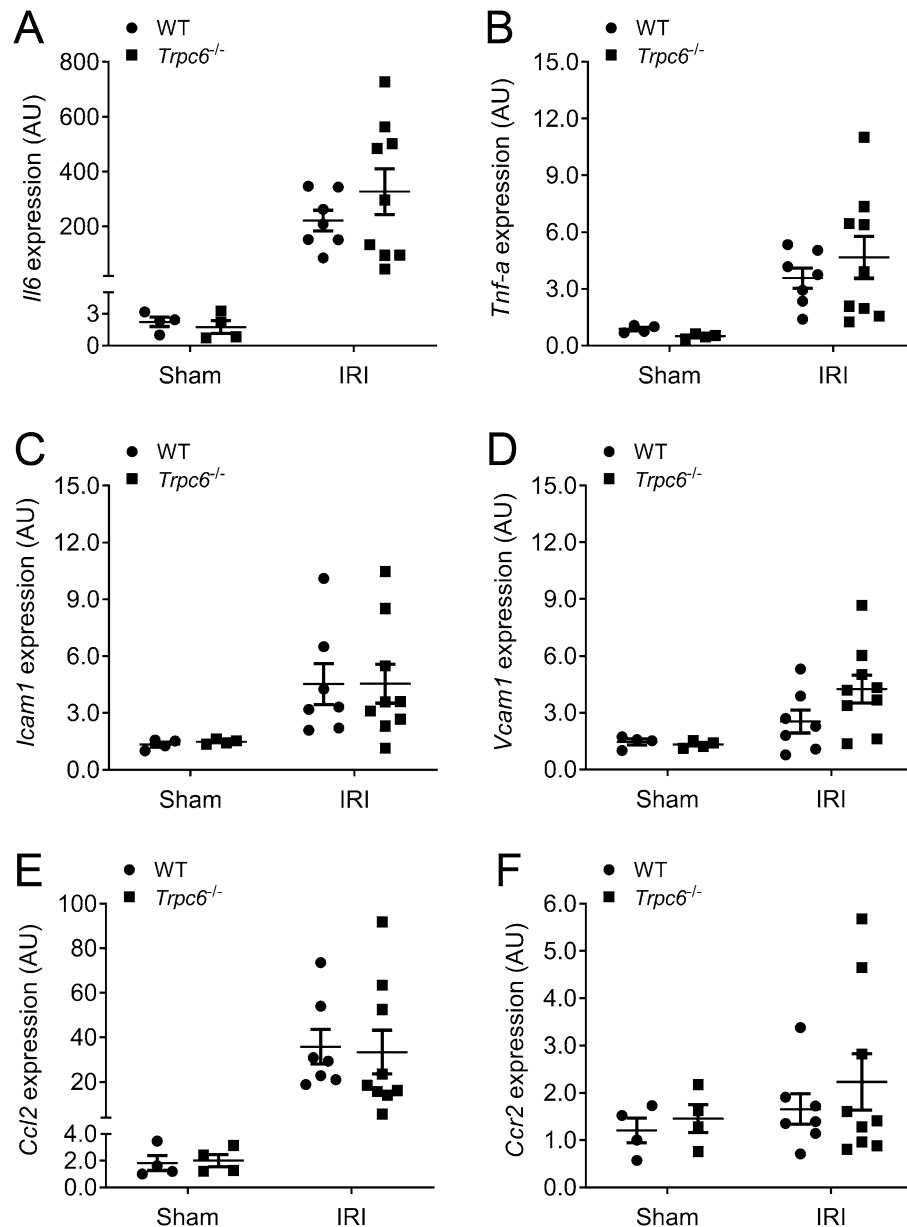 A
WT
Trpc6-/-
Il6 expression (AU)
800
600
400
200
3
0
Sham
IRI
B
WT
Trpc6-/-
Tnf-a expression (AU)
15.0
12.0
9.0
6.0
3.0
0.0
Sham
IRI
C
WT
Trpc6-/-
Icam1 expression (AU)
15.0
12.0
9.0
6.0
3.0
0.0
Sham
IRI
D
WT
Trpc6-/-
Vcam1 expression (AU)
15.0
12.0
9.0
6.0
3.0
0.0
Sham
IRI
E
WT
Trpc6-/-
Ccl2 expression (AU)
100
80
60
40
20
4.0
2.0
0.0
Sham
IRI
F
WT
Trpc6-/-
Ccr2 expression (AU)
6.0
5.0
4.0
3.0
2.0
1.0
0.0
Sham
IRI